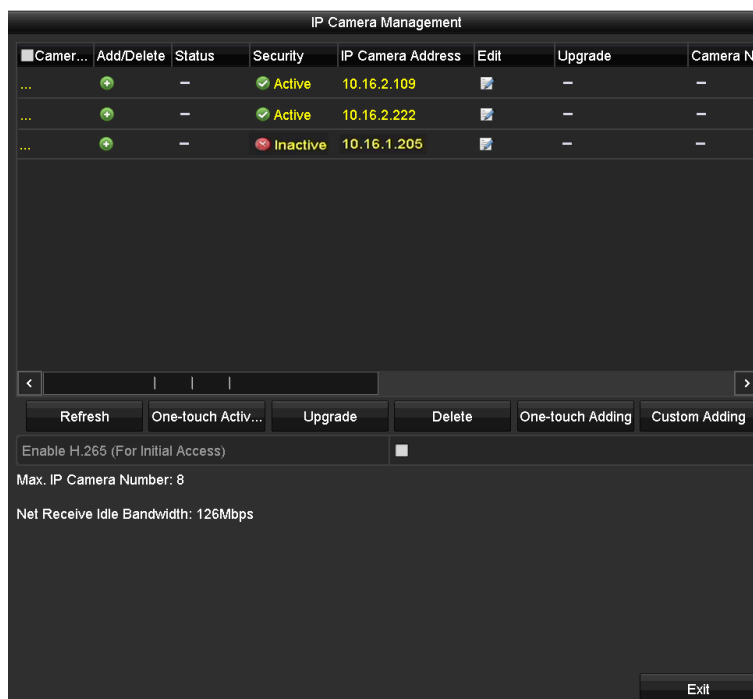 IP Camera Management
Camer... Add/Delete Status Security IP Camera Address Edit Upgrade Camera N
... – Active 10.16.2.109 – –
... – Active 10.16.2.222 – –
... – Inactive 10.16.1.205 – –
Refresh One-touch Activ... Upgrade Delete One-touch Adding Custom Adding
Enable H.265 (For Initial Access)
Max. IP Camera Number: 8
Net Receive Idle Bandwidth: 126Mbps
Exit